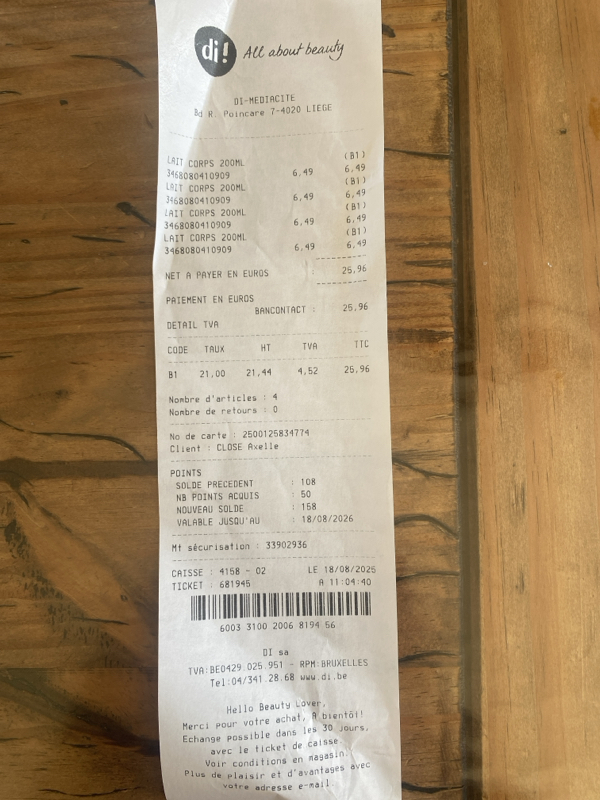 di! All about beauty
DI-MEDIACITE
Bd R. Poincare 7-4020 LIEGE
LAIT CORPS 200ML (B1)
3468080410909 6,49 6,49
LAIT CORPS 200ML (B1)
3468080410909 6,49 6,49
LAIT CORPS 200ML (B1)
3468080410909 6,49 6,49
LAIT CORPS 200ML (B1)
3468080410909 6,49 6,49
NET A PAYER EN EUROS : 25,96
PAIEMENT EN EUROS
BANCONTACT : 25,96
DETAIL TVA
CODE TAUX HT TVA TTC
B1 21,00 21,44 4,52 25,96
Nombre d'articles : 4
Nombre de retours : 0
No de carte : 2500125834774
Client : CLOSE Axelle
POINTS
SOLDE PRECEDENT : 108
NB POINTS ACQUIS : 50
NOUVEAU SOLDE : 158
VALABLE JUSQU'AU : 18/08/2026
Mt sécurisation : 33902936
CAISSE : 4158 - 02 LE 18/08/2025
TICKET : 681945 A 11:04:40
6003 3100 2006 8194 56
DI sa
TVA:BE0429.025.951 - RPM:BRUXELLES
Tel:04/341.28.68 www.di.be
Hello Beauty Lover,
Merci pour votre achat, A bientôt!
Echange possible dans les 30 jours,
avec le ticket de caisse.
Voir conditions en magasin.
Plus de plaisir et d'avantages avec
votre adresse e-mail.